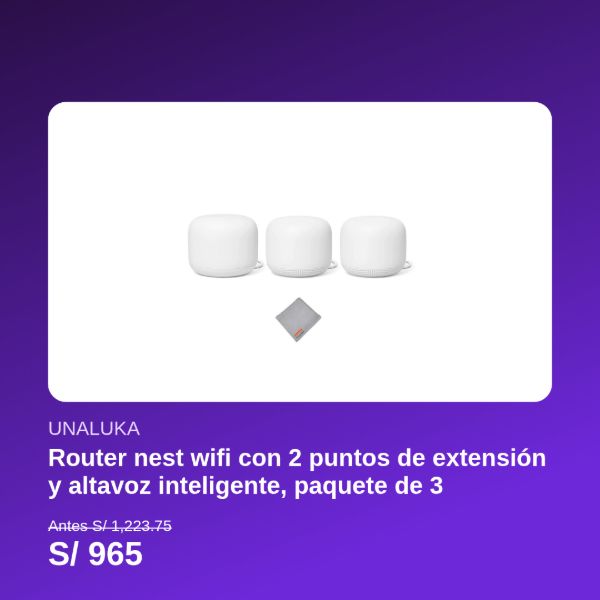 UNALUKA
Router nest wifi con 2 puntos de extensión
y altavoz inteligente, paquete de 3
Antes S/ 1,223.75
S/ 965